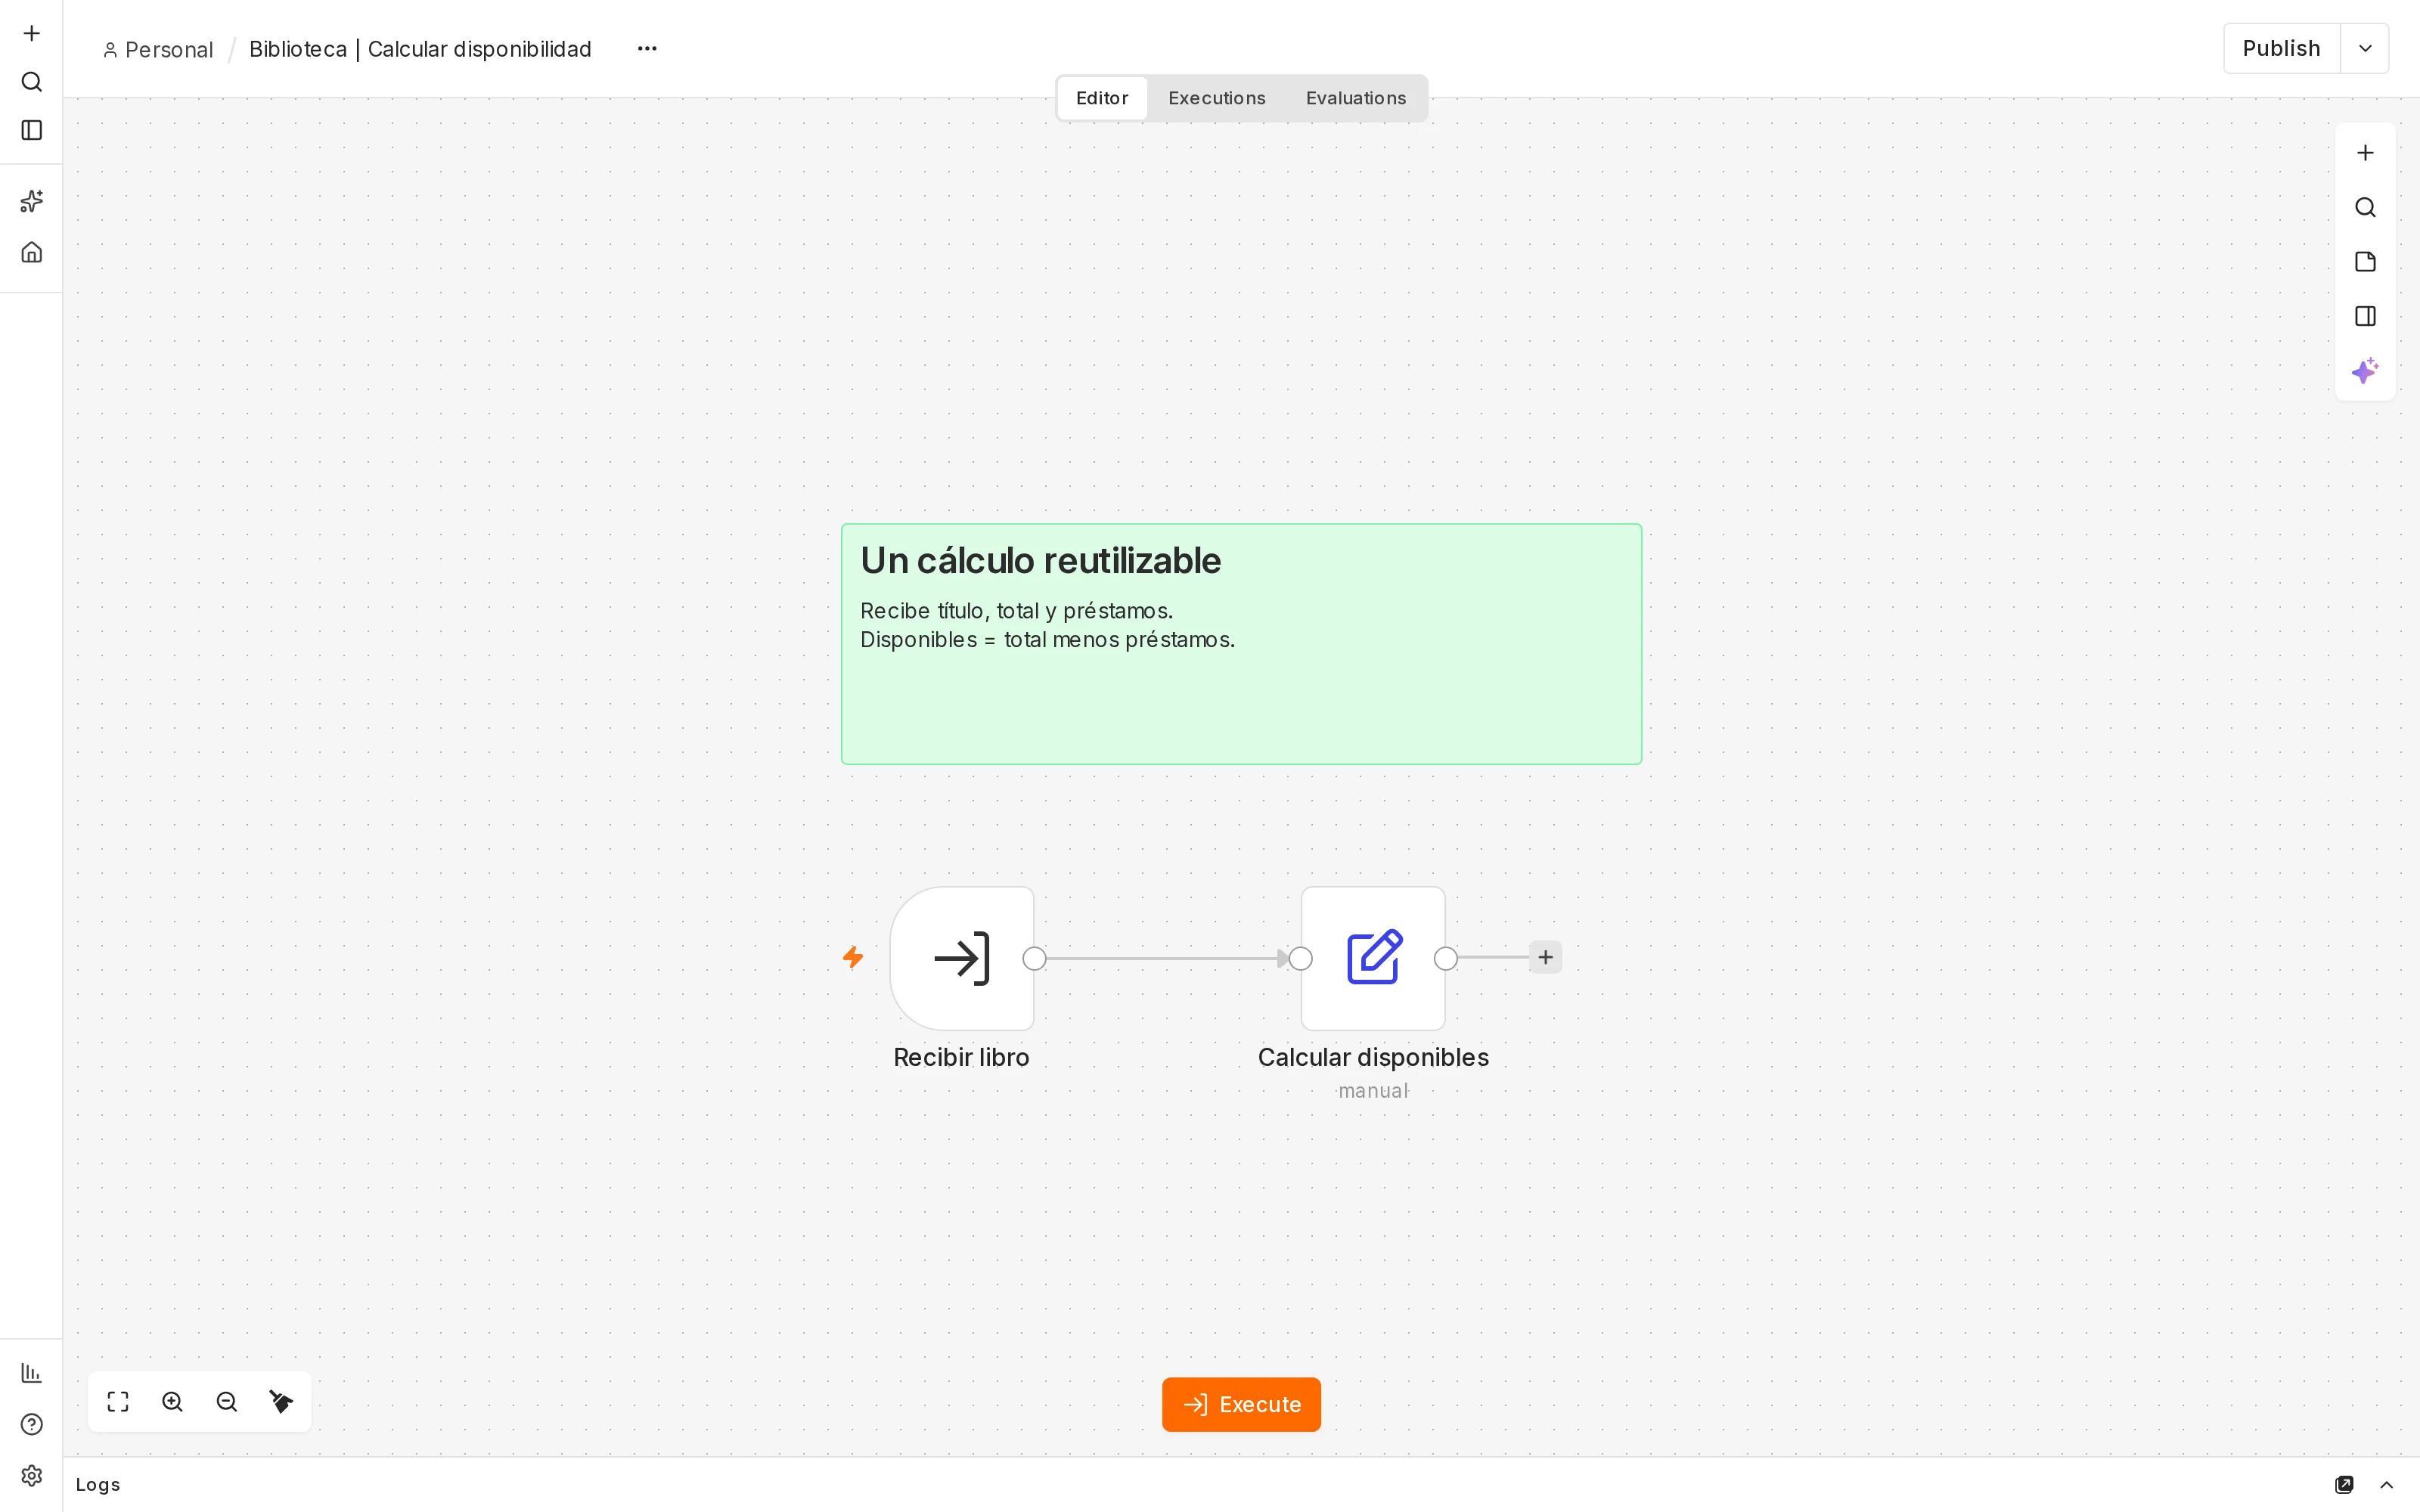 Personal / Biblioteca | Calcular disponibilidad
Publish
Editor Executions Evaluations
Un cálculo reutilizable
Recibe título, total y préstamos.
Disponibles = total menos préstamos.
Recibir libro
Calcular disponibles
manual
Execute
Logs